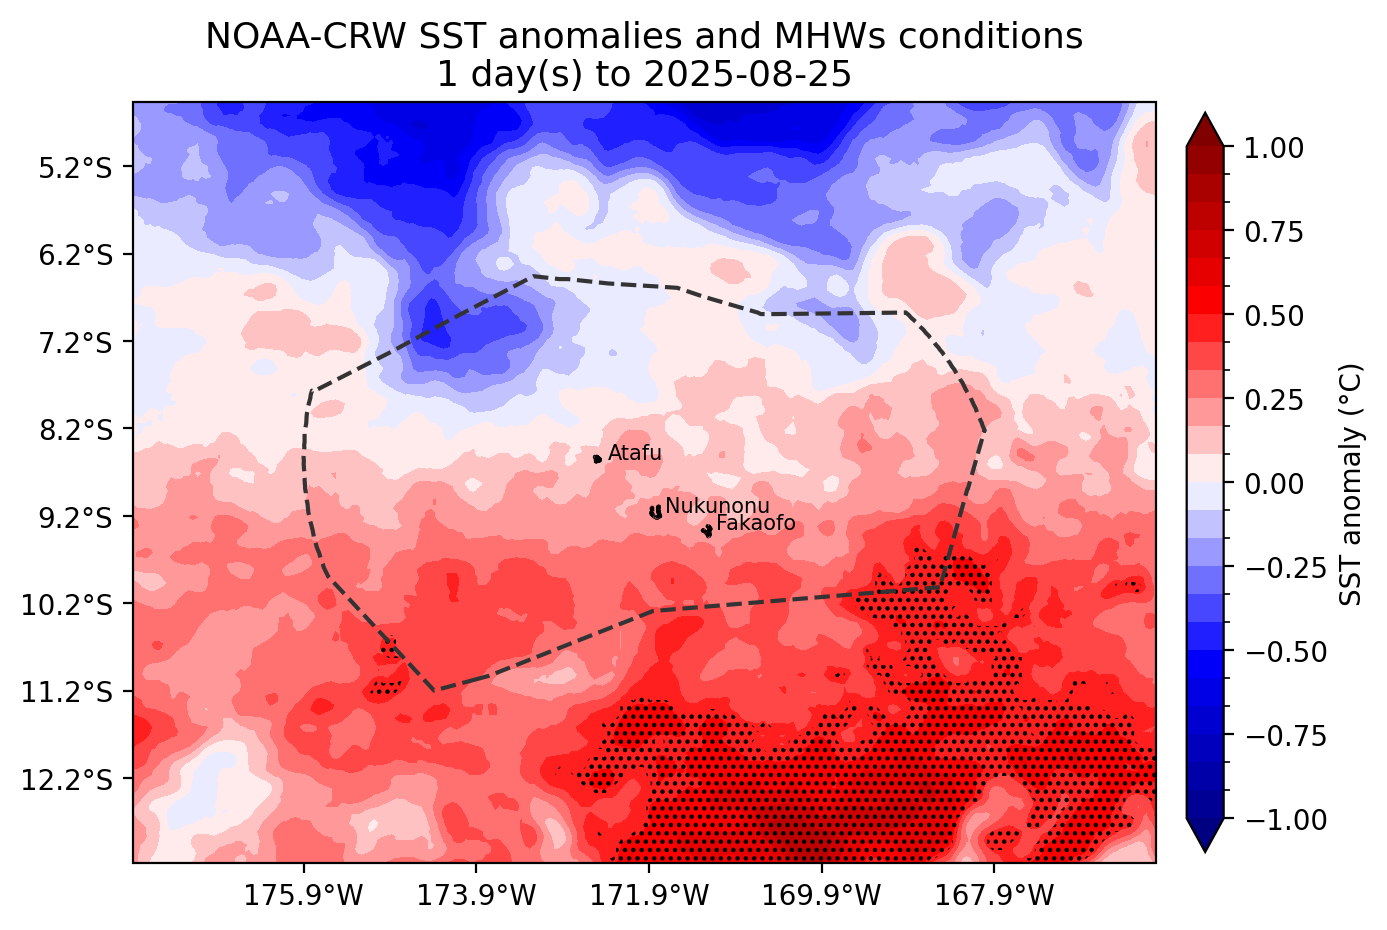 NOAA-CRW SST anomalies and MHWs conditions
1 day(s) to 2025-08-25
5.2°S
6.2°S
7.2°S
8.2°S
9.2°S
10.2°S
11.2°S
12.2°S
Atafu
Nukunonu
Fakaofo
175.9°W
173.9°W
171.9°W
169.9°W
167.9°W
1.00
0.75
0.50
0.25
0.00
−0.25
−0.50
−0.75
−1.00
SST anomaly (°C)